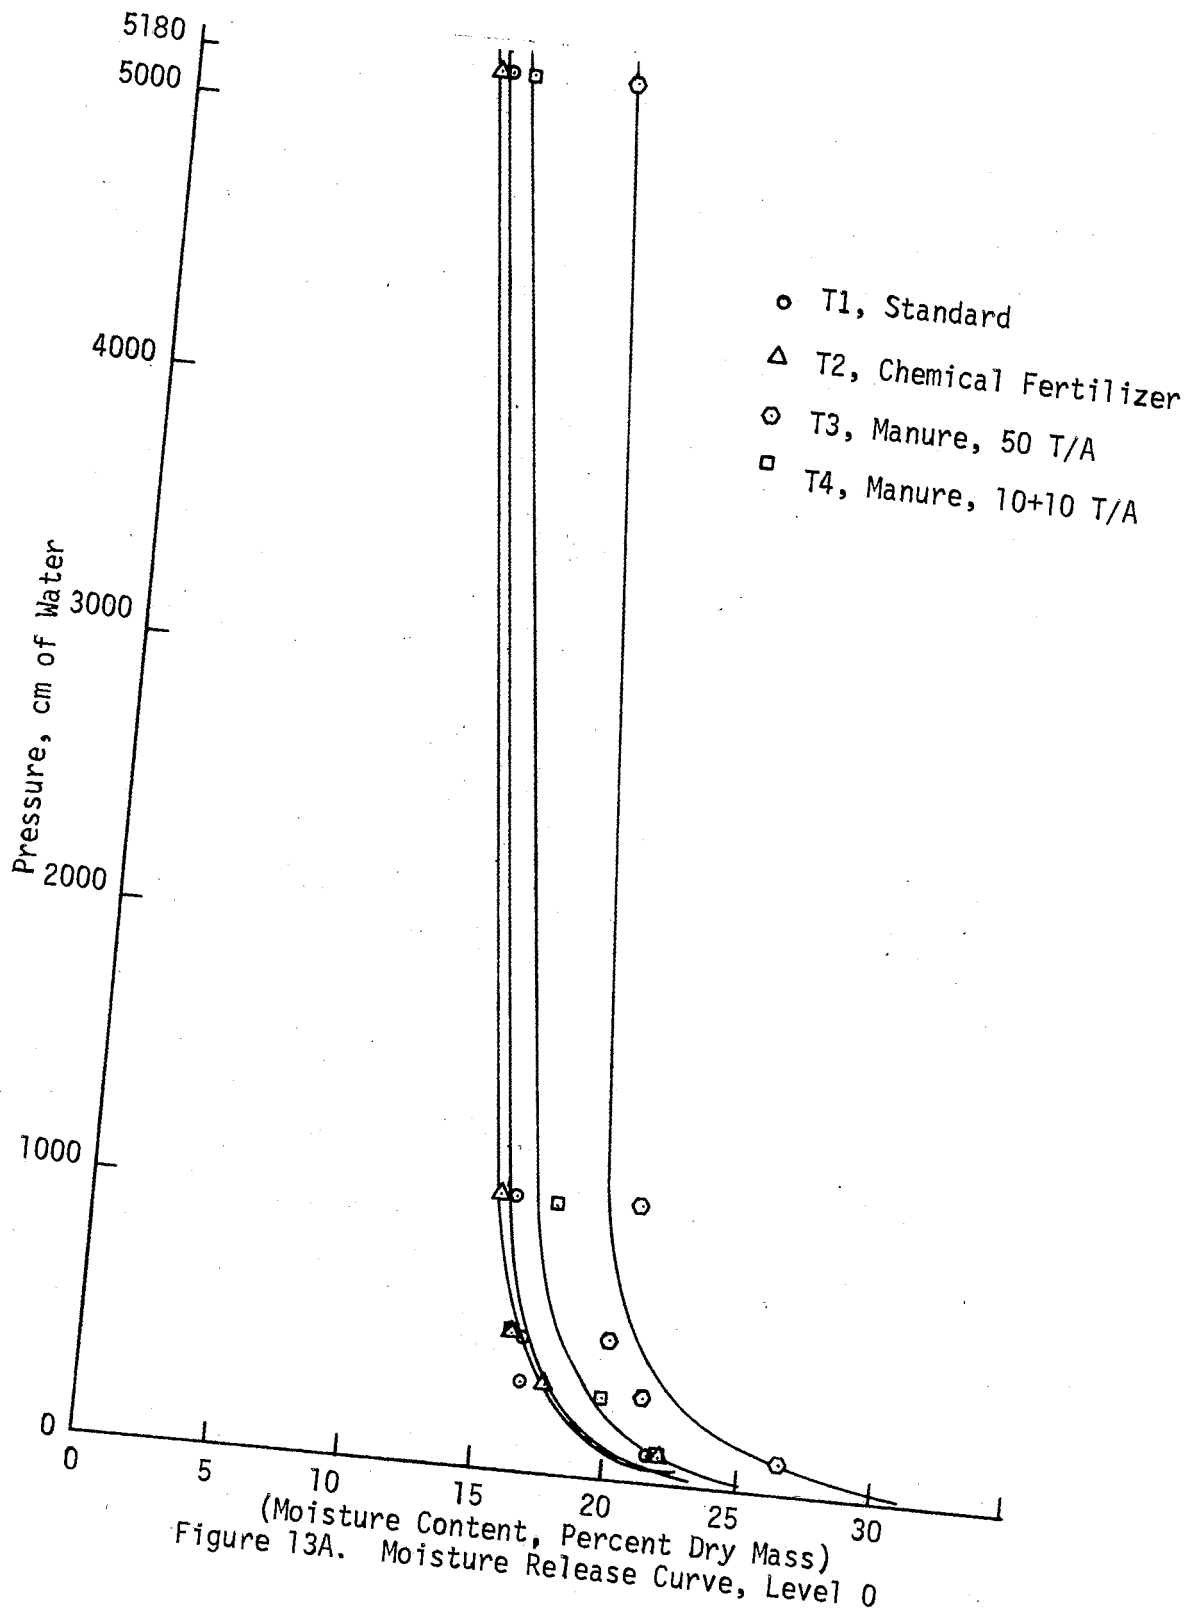 5180
5000
4000
3000
2000
1000
0
Pressure, cm of Water
T1, Standard
T2, Chemical Fertilizer
T3, Manure, 50 T/A
T4, Manure, 10+10 T/A
0 5 10 15 20 25 30
(Moisture Content, Percent Dry Mass)
Figure 13A. Moisture Release Curve, Level 0